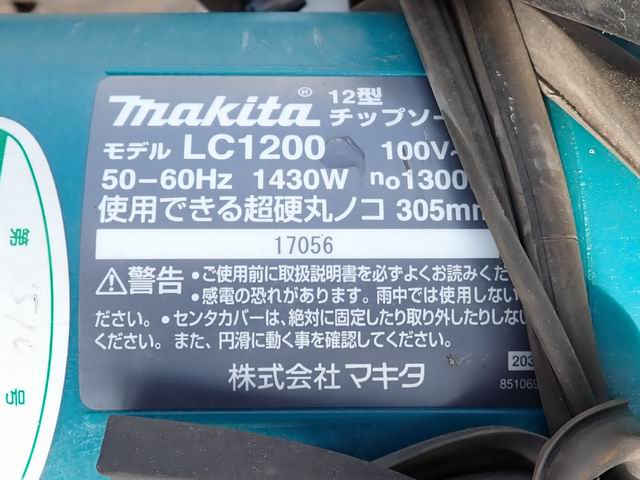 makita®
12型
チップソー
モデル LC1200 100V~
50-60Hz 1430W no1300
使用できる超硬丸ノコ 305mm
17056
⚠警告 ●ご使用前に取扱説明書を必ずよくお読みくだ
●感電の恐れがあります。雨中では使用しない
ださい。●センタカバーは、絶対に固定したり取り外したりしない
ください。また、円滑に動く事を確認してください。
株式会社 マキタ
203
851069
第
510
号